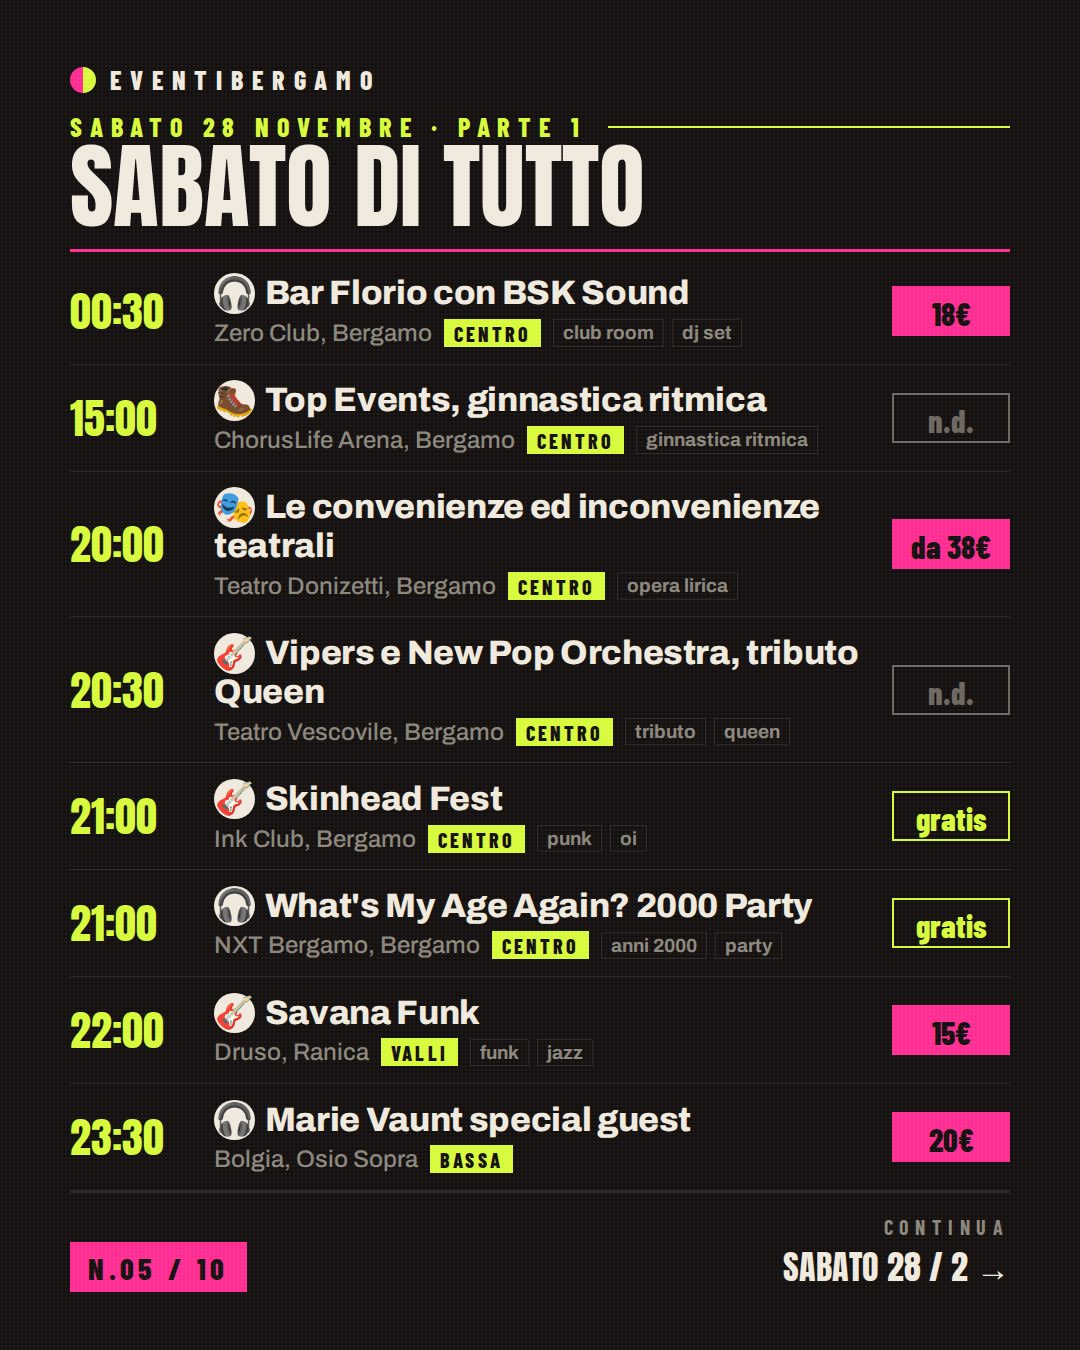 EVENTIBERGAMO
SABATO 28 NOVEMBRE · PARTE 1
SABATO DI TUTTO
00:30
Bar Florio con BSK Sound
Zero Club, Bergamo CENTRO club room dj set
18€
15:00
Top Events, ginnastica ritmica
ChorusLife Arena, Bergamo CENTRO ginnastica ritmica
n.d.
20:00
Le convenienze ed inconvenienze
teatrali
Teatro Donizetti, Bergamo CENTRO opera lirica
da 38€
20:30
Vipers e New Pop Orchestra, tributo
Queen
Teatro Vescovile, Bergamo CENTRO tributo queen
n.d.
21:00
Skinhead Fest
Ink Club, Bergamo CENTRO punk oi
gratis
21:00
What's My Age Again? 2000 Party
NXT Bergamo, Bergamo CENTRO anni 2000 party
gratis
22:00
Savana Funk
Druso, Ranica VALLI funk jazz
15€
23:30
Marie Vaunt special guest
Bolgia, Osio Sopra BASSA
20€
N.05 / 10
CONTINUA
SABATO 28 / 2 →